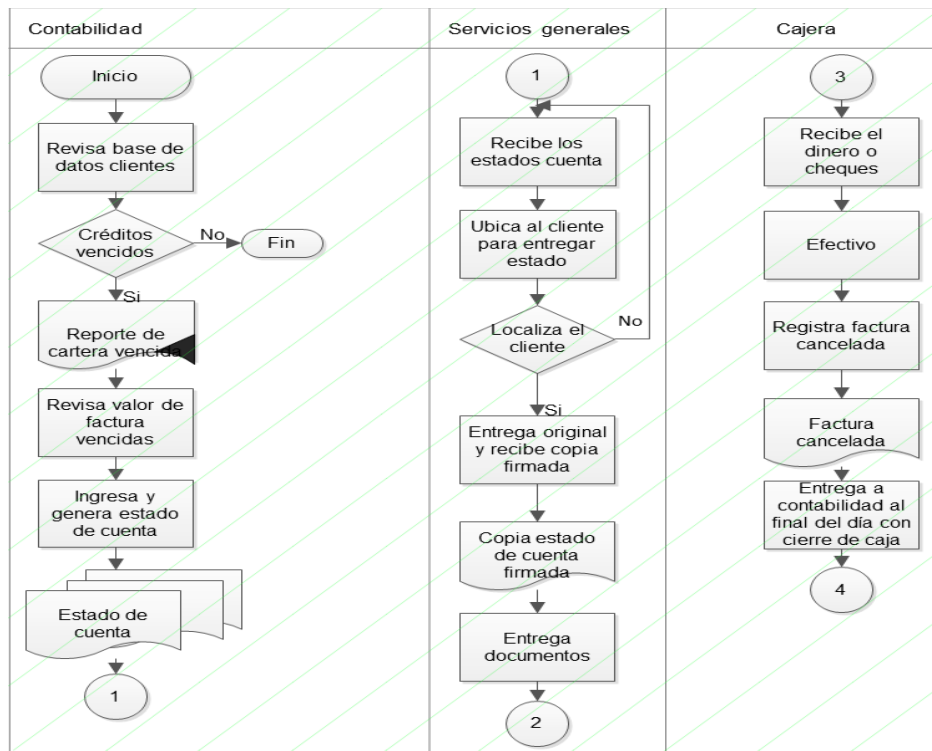 Contabilidad
Inicio
Revisa base de
datos clientes
Créditos
vencidos
No
Fin
Si
Reporte de
cartera vencida
Revisa valor de
factura
vencidas
Ingresa y
genera estado
de cuenta
Estado de
cuenta
1
Servicios generales
1
Recibe los
estados cuenta
Ubica al cliente
para entregar
estado
Localiza el
cliente
No
Si
Entrega original
y recibe copia
firmada
Copia estado
de cuenta
firmada
Entrega
documentos
2
Cajera
3
Recibe el
dinero o
cheques
Efectivo
Registra factura
cancelada
Factura
cancelada
Entrega a
contabilidad al
final del día con
cierre de caja
4